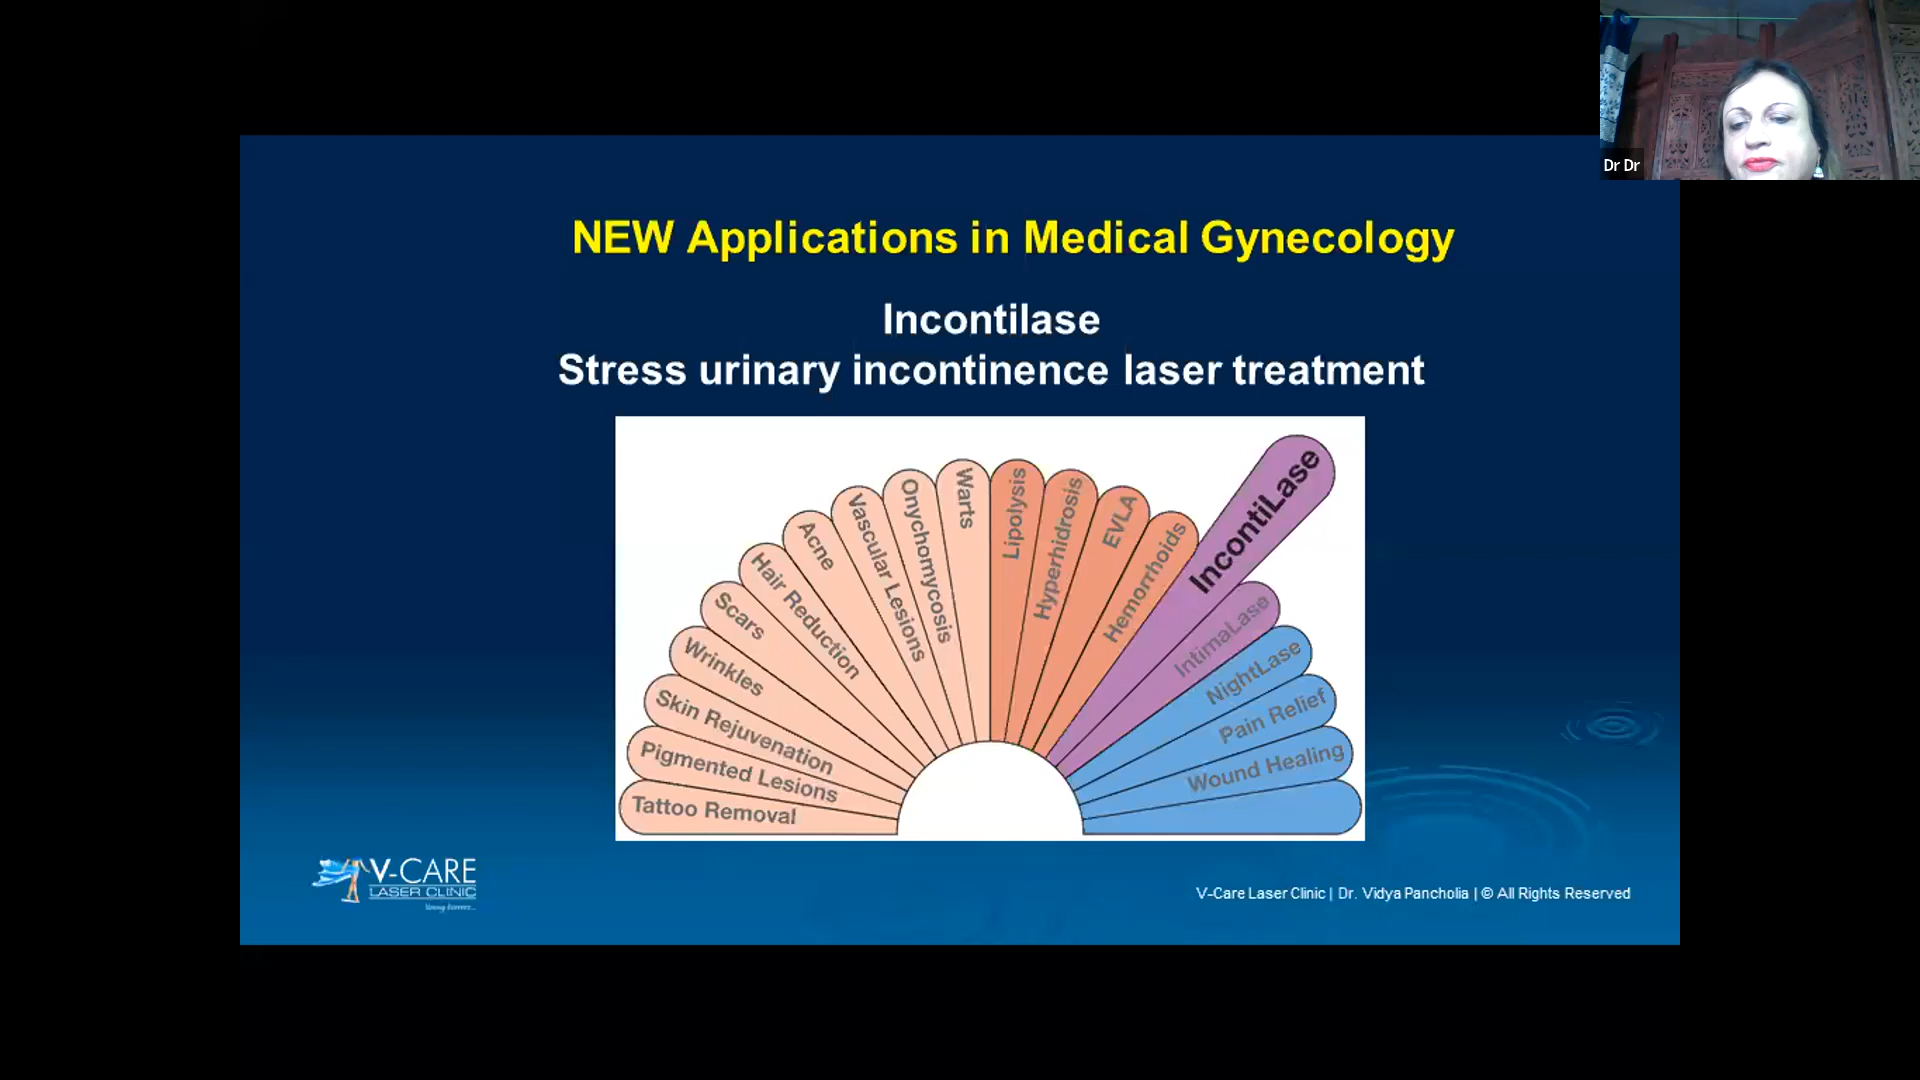 Dr Dr
NEW Applications in Medical Gynecology
Incontilase
Stress urinary incontinence laser treatment
Tattoo Removal
Pigmented Lesions
Skin Rejuvenation
Wrinkles
Scars
Hair Reduction
Acne
Vascular Lesions
Onychomycosis
Warts
Lipolysis
Hyperhidrosis
EVLA
Hemorrhoids
IncontiLase
IntimaLase
NightLase
Pain Relief
Wound Healing
V-CARE
LASER CLINIC
V-Care Laser Clinic | Dr. Vidya Pancholia | © All Rights Reserved